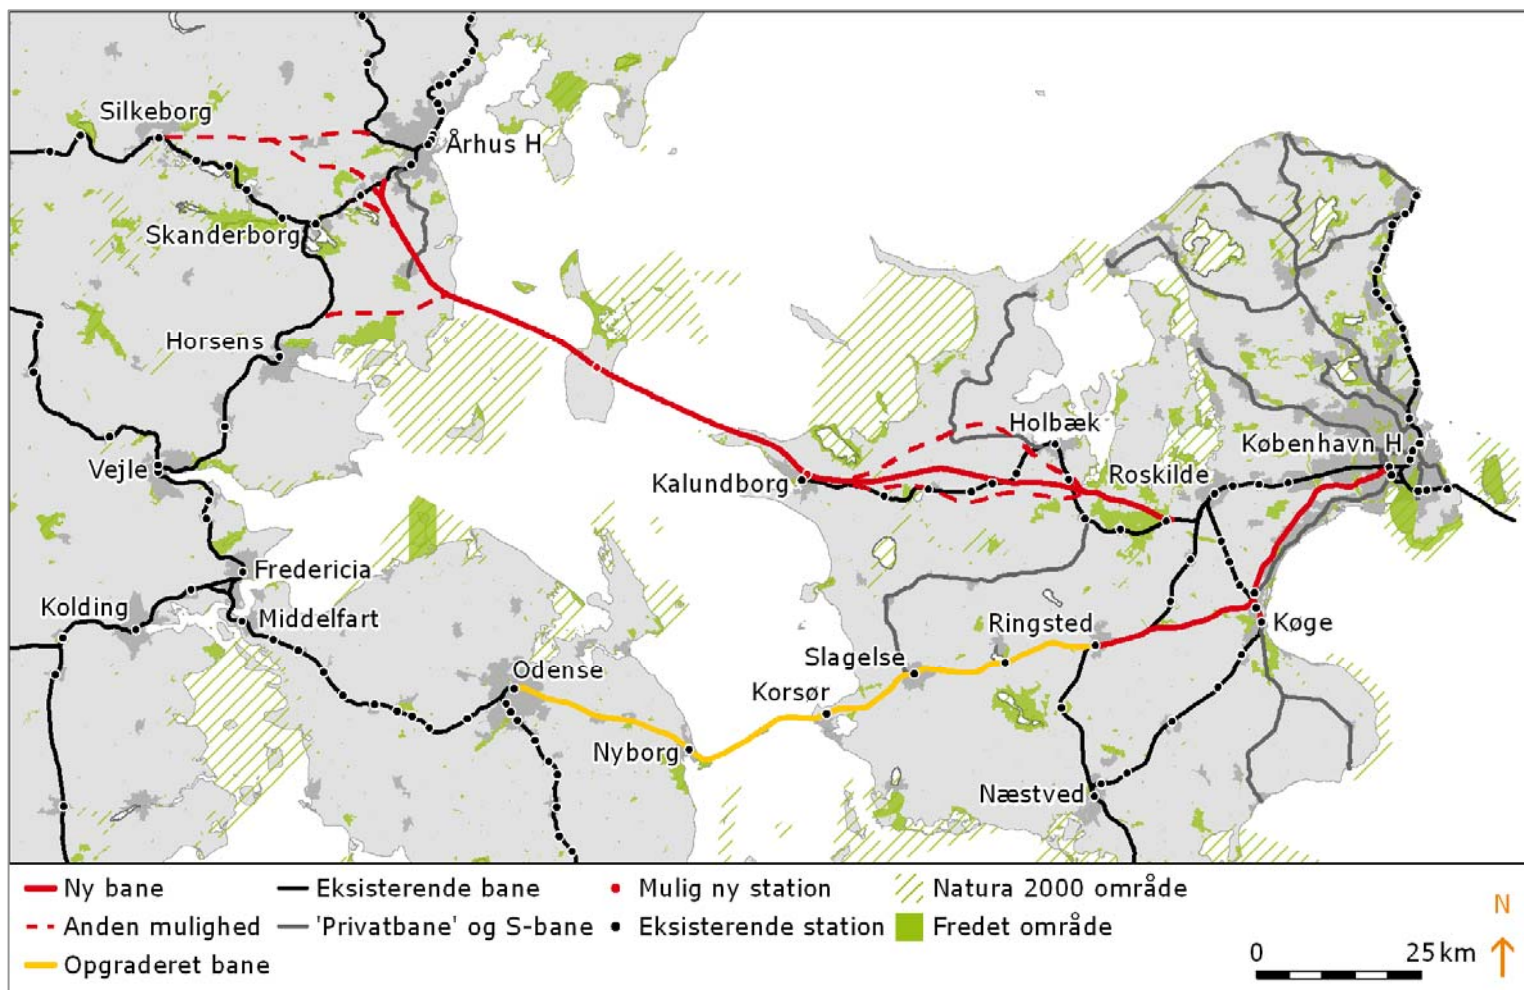 Silkeborg
Århus H
Skanderborg
Horsens
Holbæk
København H
Vejle
Kalundborg
Roskilde
Fredericia
Kolding
Middelfart
Ringsted
Køge
Odense
Slagelse
Korsør
Nyborg
Næstved
Ny bane
Eksisterende bane
Mulig ny station
Natura 2000 område
Anden mulighed
'Privatbane' og S-bane
Eksisterende station
Fredet område
Opgraderet bane
N
0
25 km